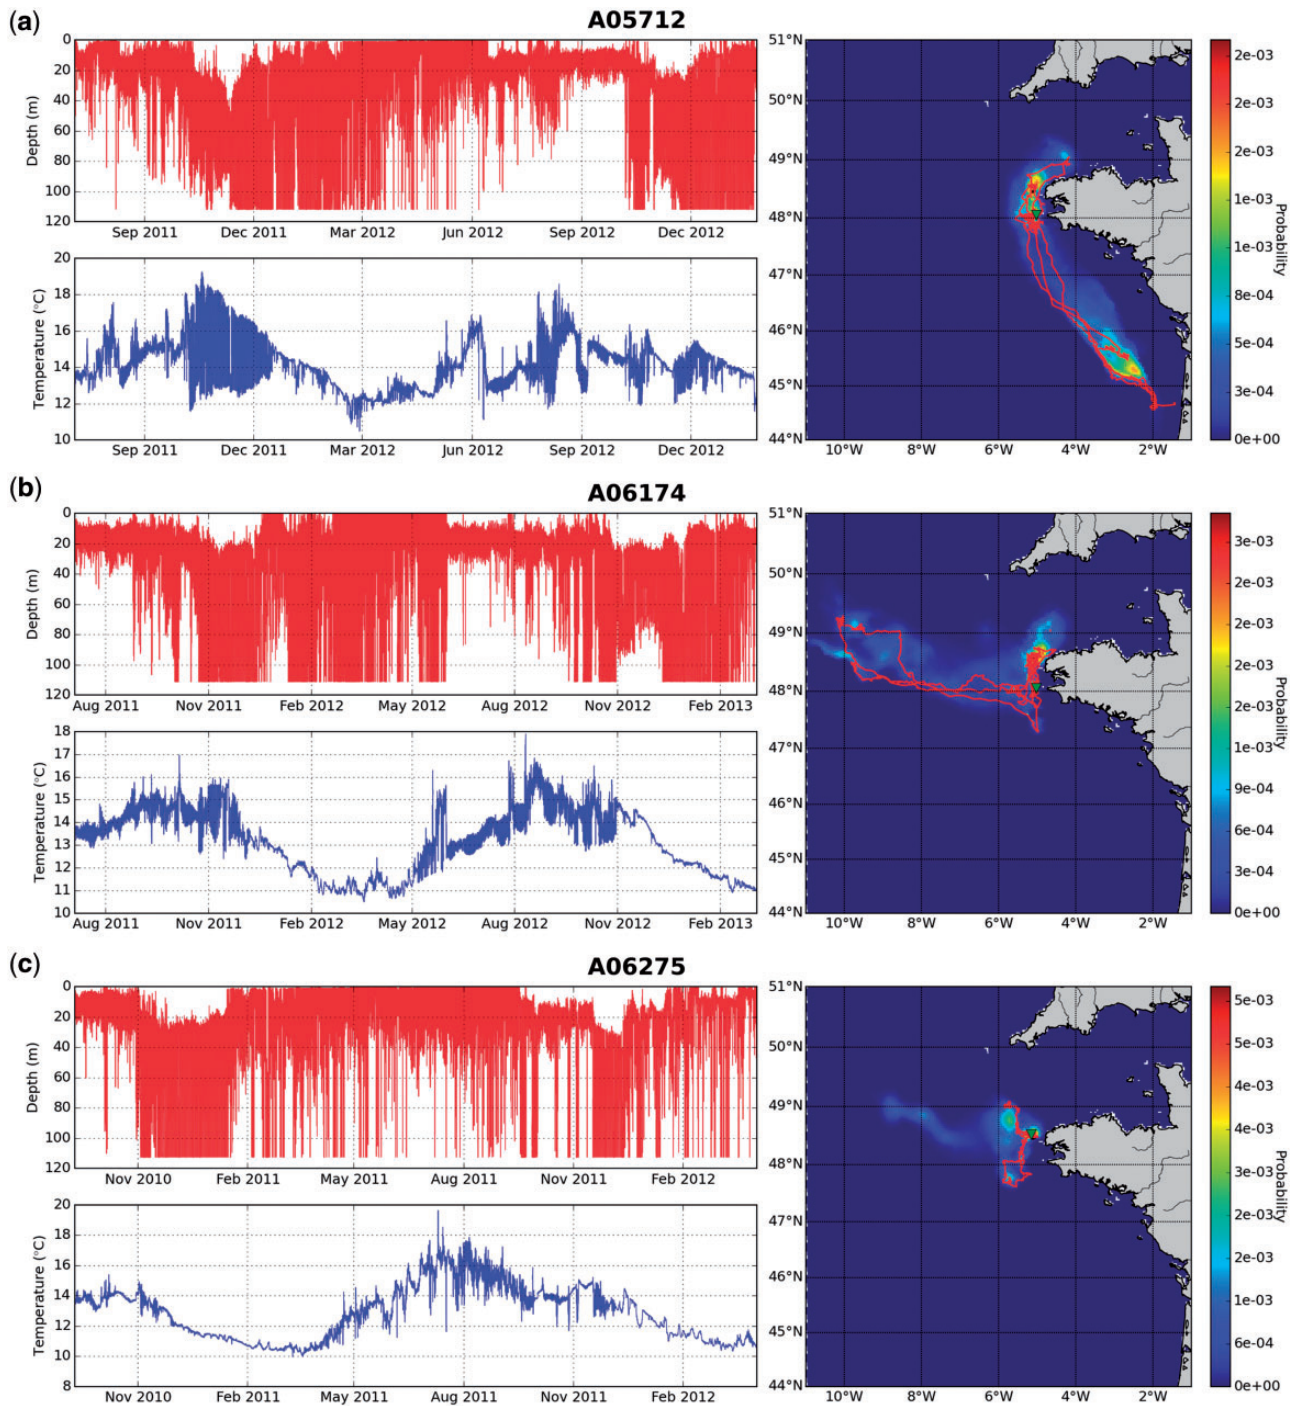 (a)
A05712
0
20
40
60
80
100
120
Depth (m)
Sep 2011 Dec 2011 Mar 2012 Jun 2012 Sep 2012 Dec 2012
20
18
16
14
12
10
Temperature (°C)
Sep 2011 Dec 2011 Mar 2012 Jun 2012 Sep 2012 Dec 2012
51°N
50°N
49°N
48°N
47°N
46°N
45°N
44°N
10°W 8°W 6°W 4°W 2°W
2e-03
2e-03
2e-03
1e-03
1e-03
8e-04
5e-04
3e-04
0e+00
Probability
(b)
A06174
0
20
40
60
80
100
120
Depth (m)
Aug 2011 Nov 2011 Feb 2012 May 2012 Aug 2012 Nov 2012 Feb 2013
18
17
16
15
14
13
12
11
10
Temperature (°C)
Aug 2011 Nov 2011 Feb 2012 May 2012 Aug 2012 Nov 2012 Feb 2013
51°N
50°N
49°N
48°N
47°N
46°N
45°N
44°N
10°W 8°W 6°W 4°W 2°W
3e-03
2e-03
2e-03
2e-03
2e-03
1e-03
9e-04
6e-04
3e-04
0e+00
Probability
(c)
A06275
0
20
40
60
80
100
120
Depth (m)
Nov 2010 Feb 2011 May 2011 Aug 2011 Nov 2011 Feb 2012
20
18
16
14
12
10
8
Temperature (°C)
Nov 2010 Feb 2011 May 2011 Aug 2011 Nov 2011 Feb 2012
51°N
50°N
49°N
48°N
47°N
46°N
45°N
44°N
10°W 8°W 6°W 4°W 2°W
5e-03
5e-03
4e-03
4e-03
3e-03
3e-03
2e-03
1e-03
6e-04
0e+00
Probability